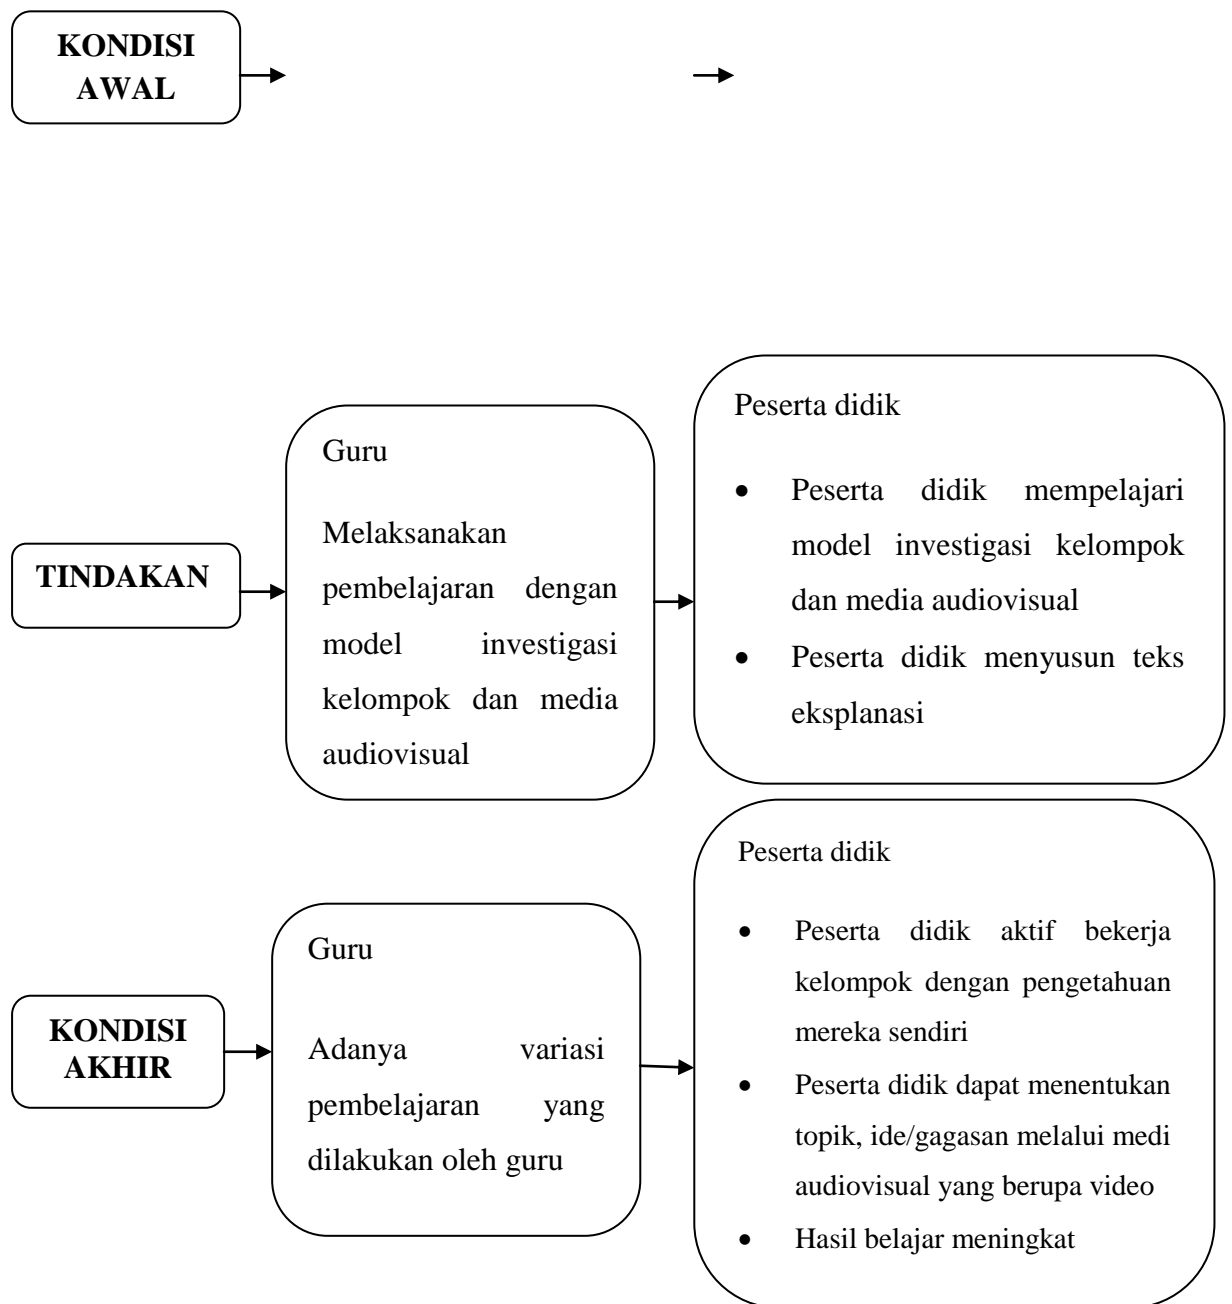 KONDISI
AWAL
TINDAKAN
Guru
Melaksanakan
pembelajaran dengan
model investigasi
kelompok dan media
audiovisual
Peserta didik
• Peserta didik mempelajari
model investigasi kelompok
dan media audiovisual
• Peserta didik menyusun teks
eksplanasi
KONDISI
AKHIR
Guru
Adanya variasi
pembelajaran yang
dilakukan oleh guru
Peserta didik
• Peserta didik aktif bekerja
kelompok dengan pengetahuan
mereka sendiri
• Peserta didik dapat menentukan
topik, ide/gagasan melalui medi
audiovisual yang berupa video
• Hasil belajar meningkat